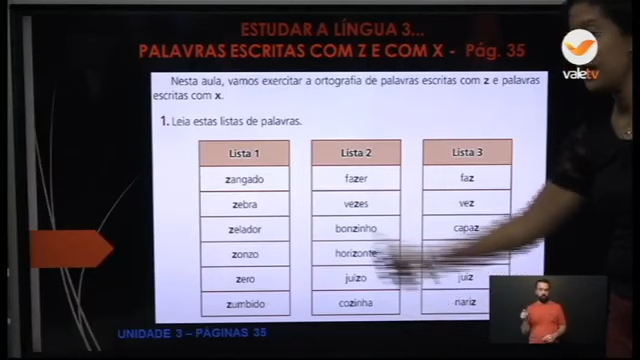 ESTUDAR A LÍNGUA 3...
PALAVRAS ESCRITAS COM Z E COM X - Pág. 35
valetv
Nesta aula, vamos exercitar a ortografia de palavras escritas com z e palavras
escritas com x.
1. Leia estas listas de palavras.
Lista 1 Lista 2 Lista 3
zangado fazer faz
zebra vezes vez
zelador bonzinho capaz
zonzo horizonte
zero juízo juiz
zumbido cozinha nariz
UNIDADE 3 – PÁGINAS 35